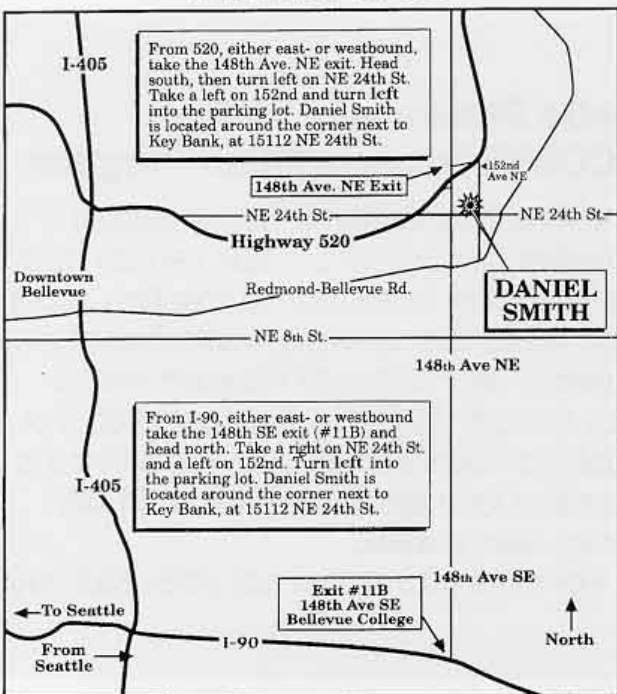 I-405
From 520, either east- or westbound,
take the 148th Ave. NE exit. Head
south, then turn left on NE 24th St.
Take a left on 152nd and turn left
into the parking lot. Daniel Smith
is located around the corner next to
Key Bank, at 15112 NE 24th St.
152nd
Ave NE
148th Ave. NE Exit
NE 24th St.
NE 24th St.
Highway 520
Downtown
Bellevue
Redmond-Bellevue Rd.
DANIEL
SMITH
NE 8th St.
148th Ave NE
From I-90, either east- or westbound
take the 148th SE exit (#11B) and
head north. Take a right on NE 24th St.
and a left on 152nd. Turn left into
the parking lot. Daniel Smith is
located around the corner next to
Key Bank, at 15112 NE 24th St.
I-405
148th Ave SE
Exit #11B
148th Ave SE
Bellevue College
To Seattle
North
I-90
From
Seattle